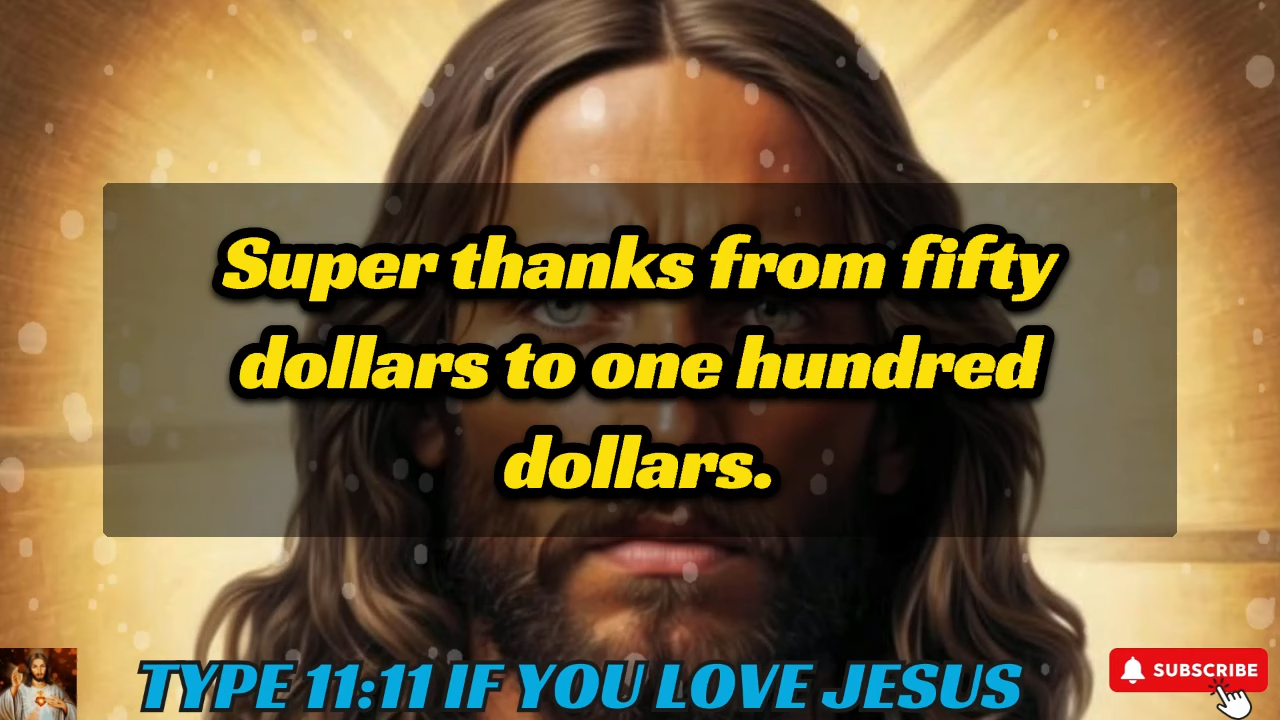 Super thanks from fifty
dollars to one hundred
dollars.
TYPE 11:11 IF YOU LOVE JESUS
SUBSCRIBE